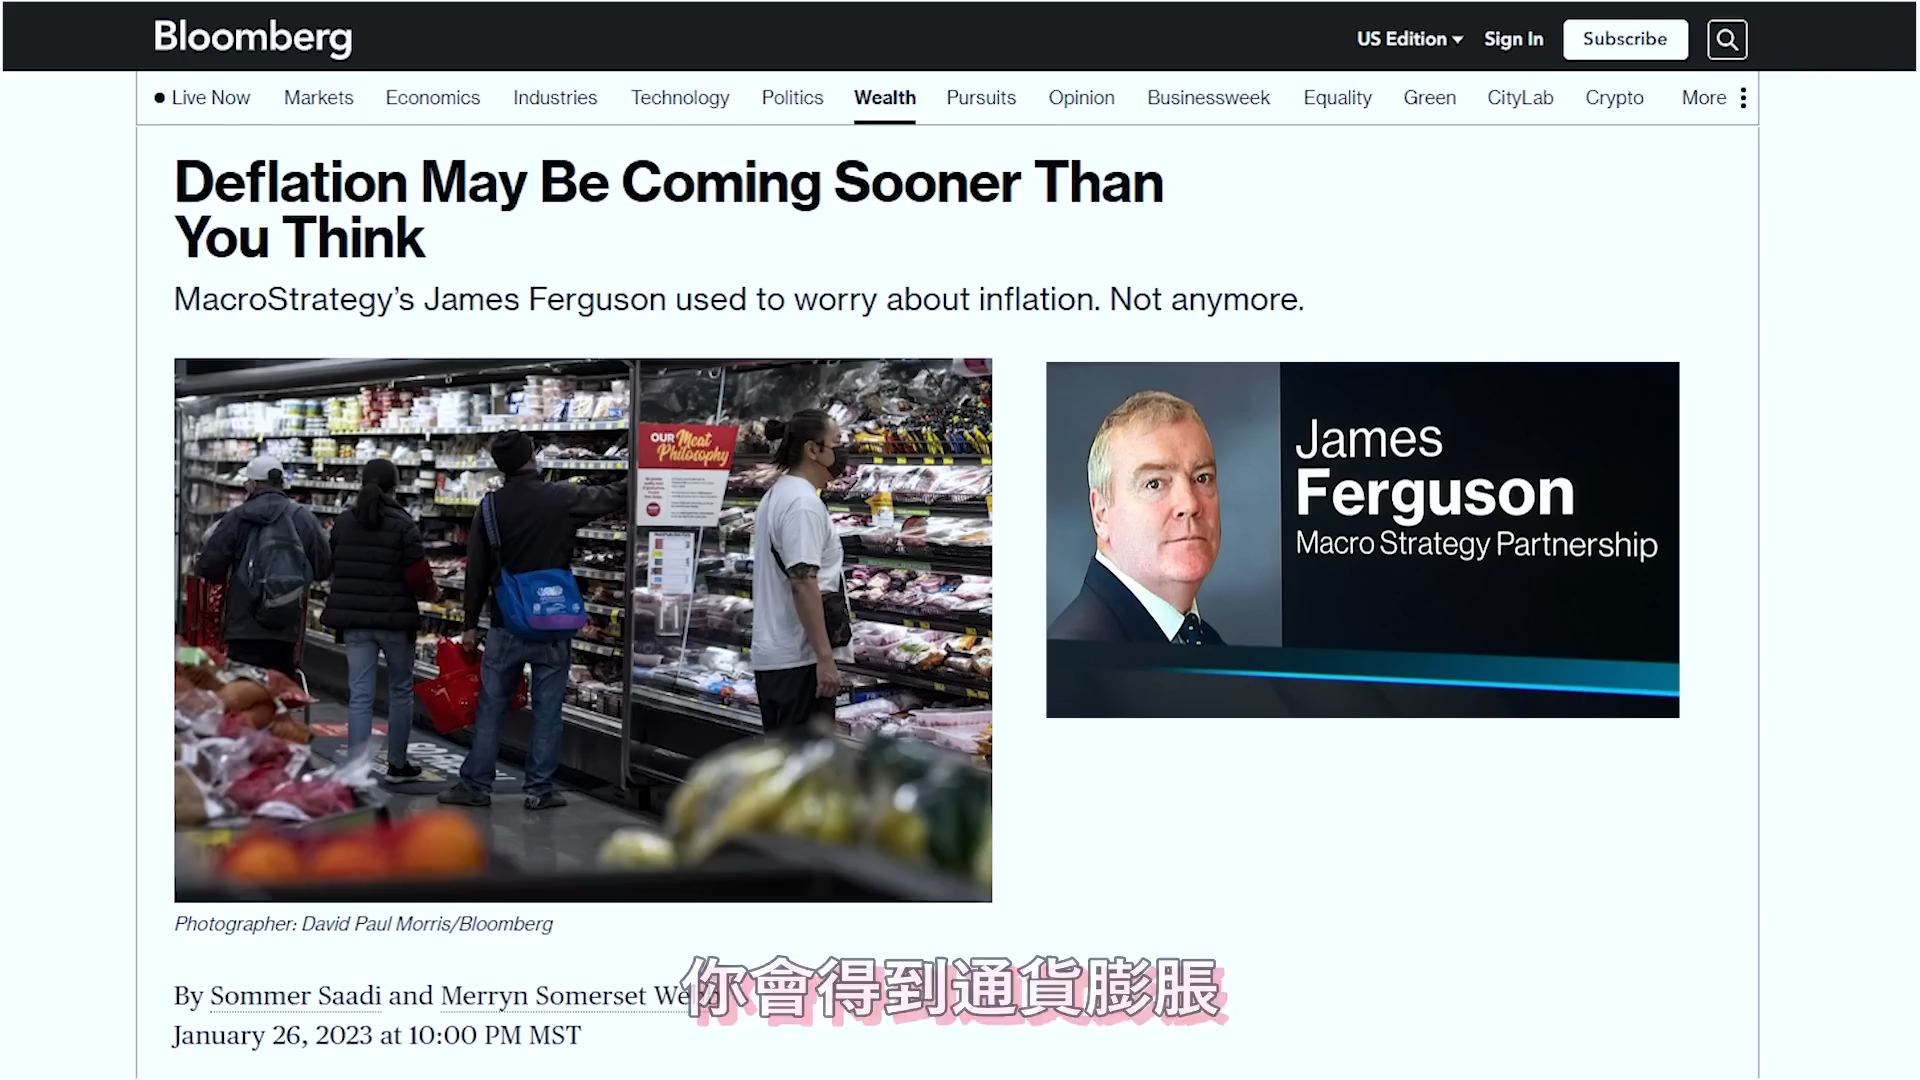 Bloomberg
US Edition
Sign In
Subscribe
Live Now
Markets
Economics
Industries
Technology
Politics
Wealth
Pursuits
Opinion
Businessweek
Equality
Green
CityLab
Crypto
More
Deflation May Be Coming Sooner Than
You Think
MacroStrategy's James Ferguson used to worry about inflation. Not anymore.
OUR Meat
Philosophy
James
Ferguson
Macro Strategy Partnership
Photographer: David Paul Morris/Bloomberg
By Sommer Saadi and Merryn Somerset
January 26, 2023 at 10:00 PM MST
你會得到通貨膨脹